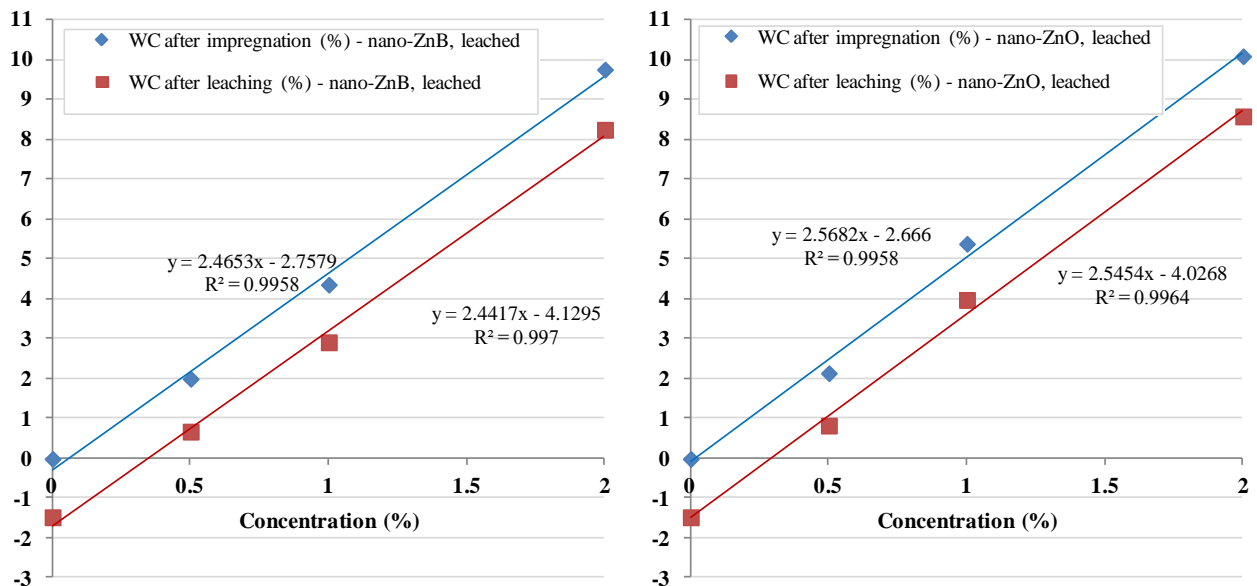 WC after impregnation (%) - nano-ZnB, leached
WC after leaching (%) - nano-ZnB, leached
10
9
8
7
6
5
4
3
2
1
0
-1
-2
-3
y = 2.4653x - 2.7579
R² = 0.9958
y = 2.4417x - 4.1295
R² = 0.997
0
0.5
1
1.5
2
Concentration (%)
WC after impregnation (%) - nano-ZnO, leached
WC after leaching (%) - nano-ZnO, leached
11
10
9
8
7
6
5
4
3
2
1
0
-1
-2
-3
y = 2.5682x - 2.666
R² = 0.9958
y = 2.5454x - 4.0268
R² = 0.9964
0
0.5
1
1.5
2
Concentration (%)